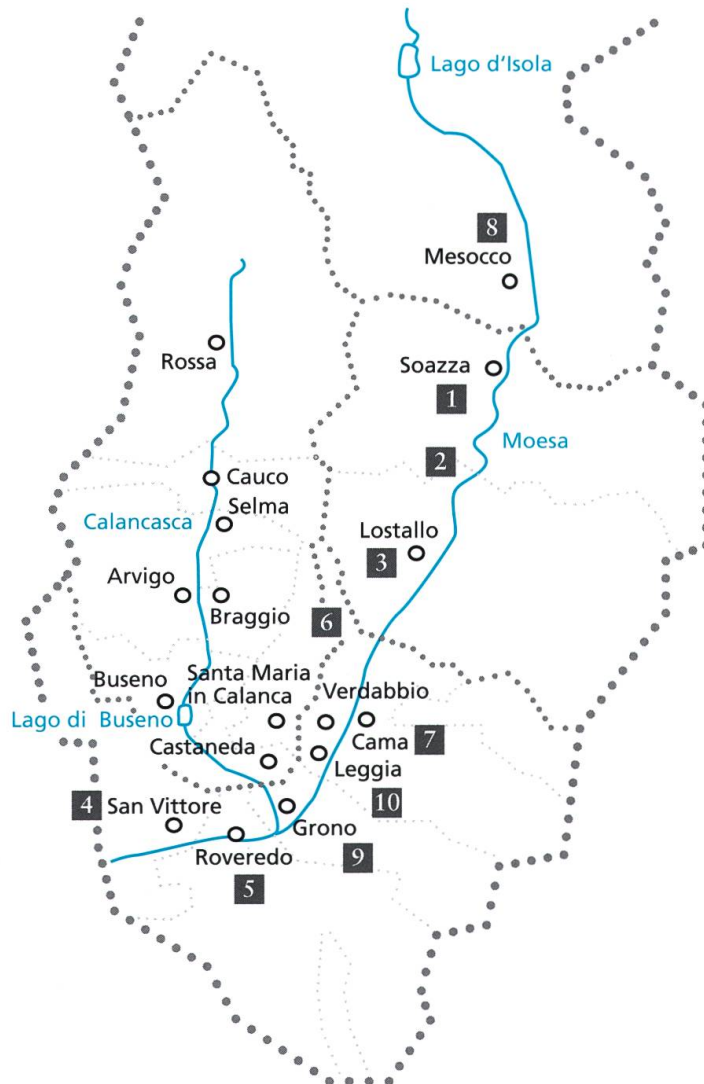 Lago d'Isola
8
Mesocco
Rossa
Soazza
1
Moesa
2
Cauco
Selma
Calancasca
Lostallo
3
Arvigo
Braggio
6
Buseno
Santa Maria
in Calanca
Verdabbio
Lago di Buseno
Cama
7
Castaneda
Leggia
4
San Vittore
10
Grono
Roveredo
9
5